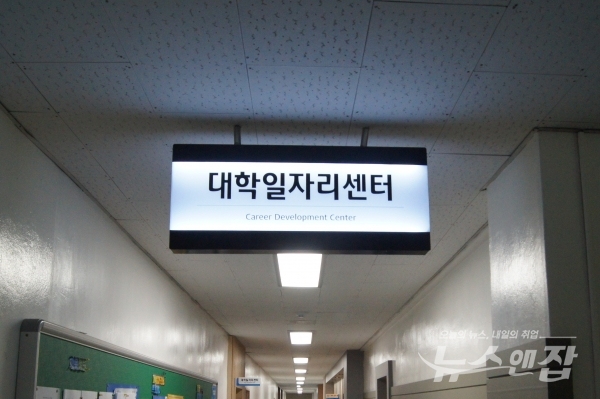 대학일자리센터
Career Development Center
오늘의 뉴스, 내일의 취업
뉴스앤잡